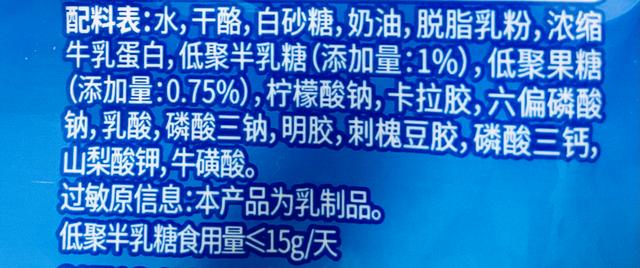 配料表:水,干酪,白砂糖,奶油,脱脂乳粉,浓缩
牛乳蛋白,低聚半乳糖(添加量:1%),低聚果糖
(添加量:0.75%),柠檬酸钠,卡拉胶,六偏磷酸
钠,乳酸,磷酸三钠,明胶,刺槐豆胶,磷酸三钙,
山梨酸钾,牛磺酸。
过敏原信息:本产品为乳制品。
低聚半乳糖食用量≤15g/天